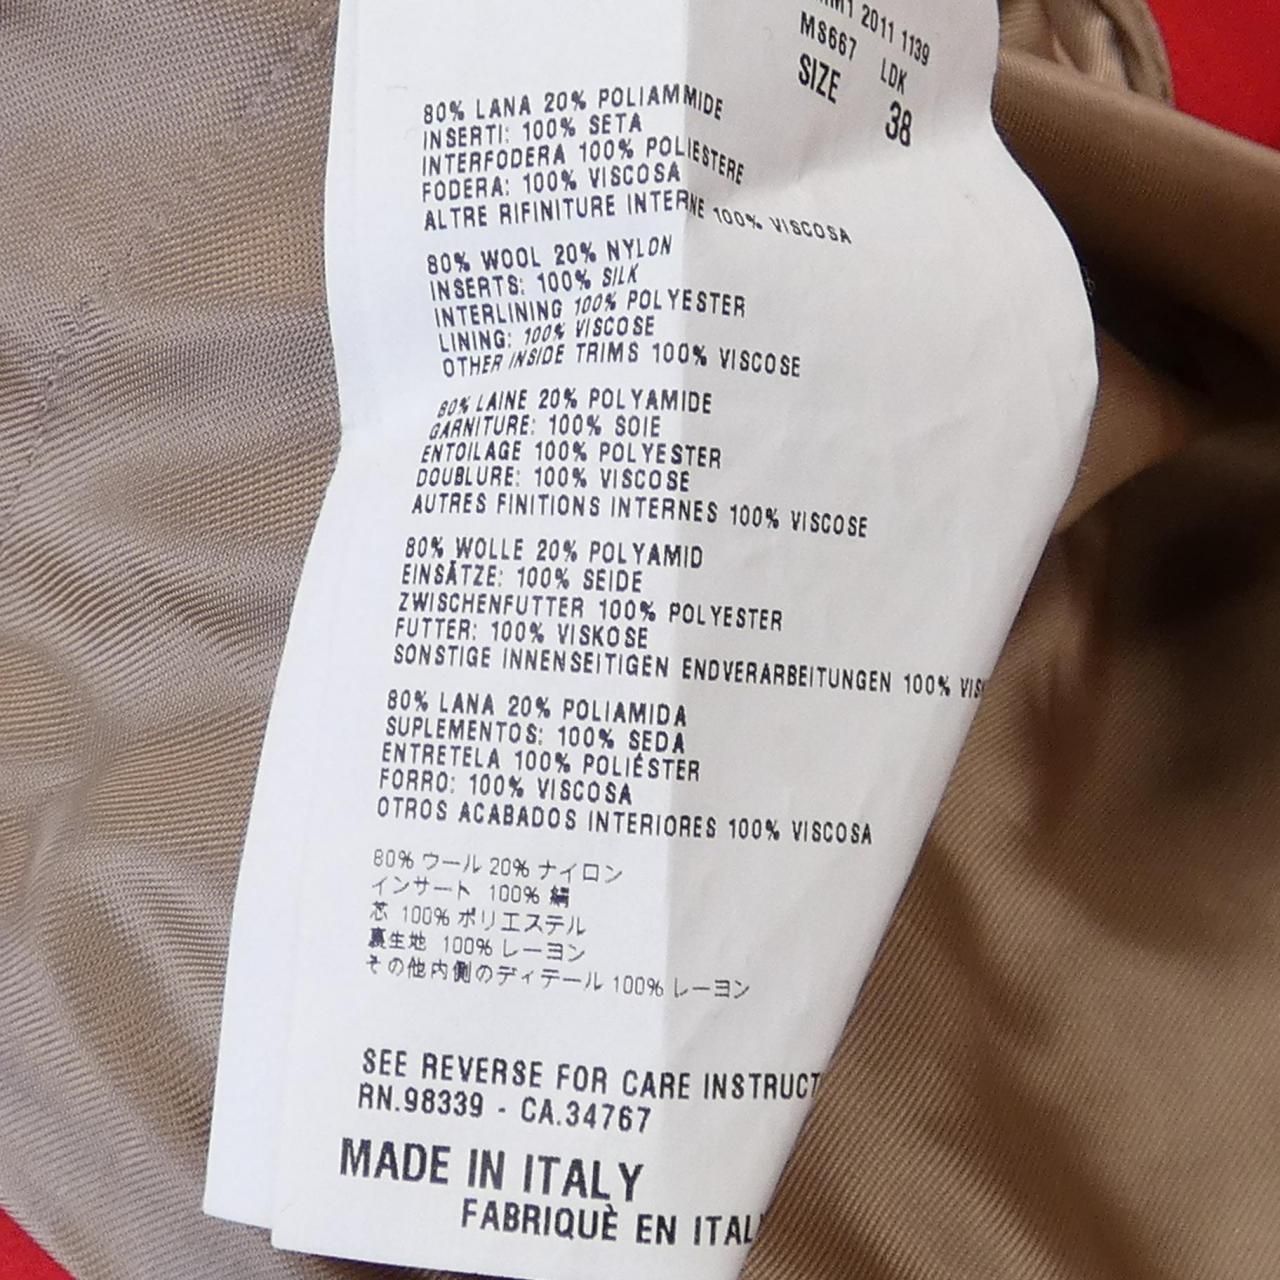 2011 1139
M8667 LDK
SIZE 38
80% LANA 20% POLIAMMIDE
INSERTI: 100% SETA
INTERFODERA 100% POLIESTERE
FODERA: 100% VISCOSA
ALTRE RIFINITURE INTERNE 100% VISCOSA
80% WOOL 20% NYLON
INSERTS: 100% SILK
INTERLINING 100% POLYESTER
LINING: 100% VISCOSE
OTHER INSIDE TRIMS 100% VISCOSE
80% LAINE 20% POLYAMIDE
GARNITURE: 100% SOIE
ENTOILAGE 100% POLYESTER
DOUBLURE: 100% VISCOSE
AUTRES FINITIONS INTERNES 100% VISCOSE
80% WOLLE 20% POLYAMID
EINSÄTZE: 100% SEIDE
ZWISCHENFUTTER 100% POLYESTER
FUTTER: 100% VISKOSE
SONSTIGE INNENSEITIGEN ENDVERARBEITUNGEN 100% VIS
80% LANA 20% POLIAMIDA
SUPLEMENTOS: 100% SEDA
ENTRETELA 100% POLIÉSTER
FORRO: 100% VISCOSA
OTROS ACABADOS INTERIORES 100% VISCOSA
80% ウール 20% ナイロン
インサート 100% 絹
芯 100% ポリエステル
裏生地 100% レーヨン
その他内側のディテール 100% レーヨン
SEE REVERSE FOR CARE INSTRUCT
RN.98339 - CA.34767
MADE IN ITALY
FABRIQUÈ EN ITAL